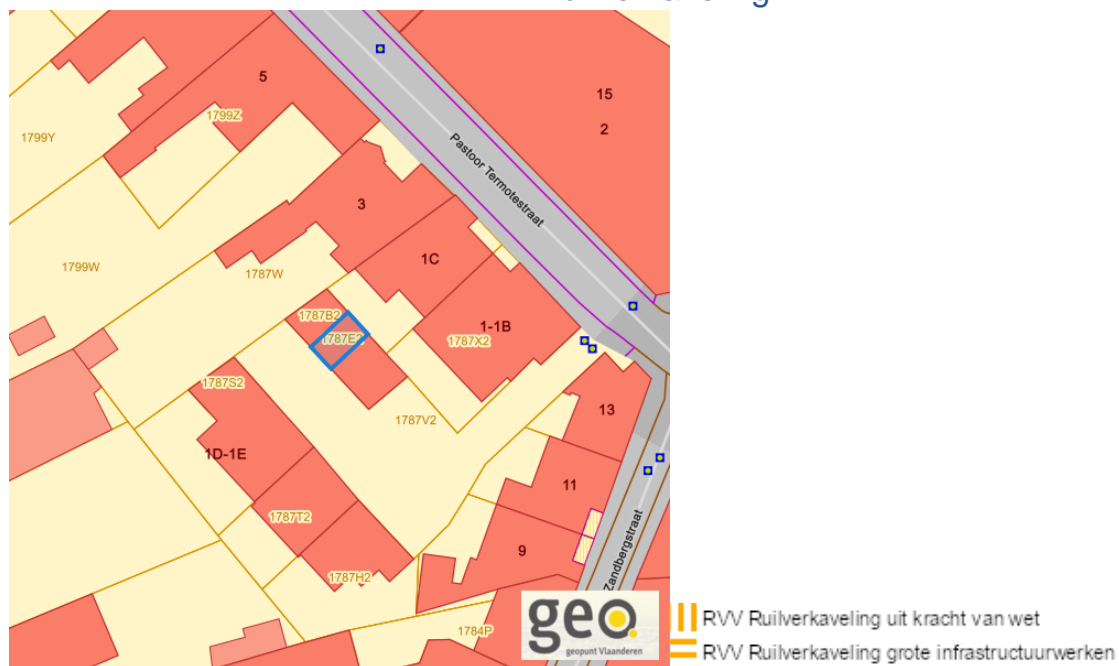 5
15
2
1799Z
1799Y
Pastoor Termotestraat
3
1C
1799W
1787W
1787B2
1-1B
1787E2
1787X2
1787S2
13
1787V2
1D-1E
11
1787T2
9
Zandbergstraat
1787H2
1784P
geo.
geopunt Vlaanderen
RVV Ruilverkaveling uit kracht van wet
RVV Ruilverkaveling grote infrastructuurwerken